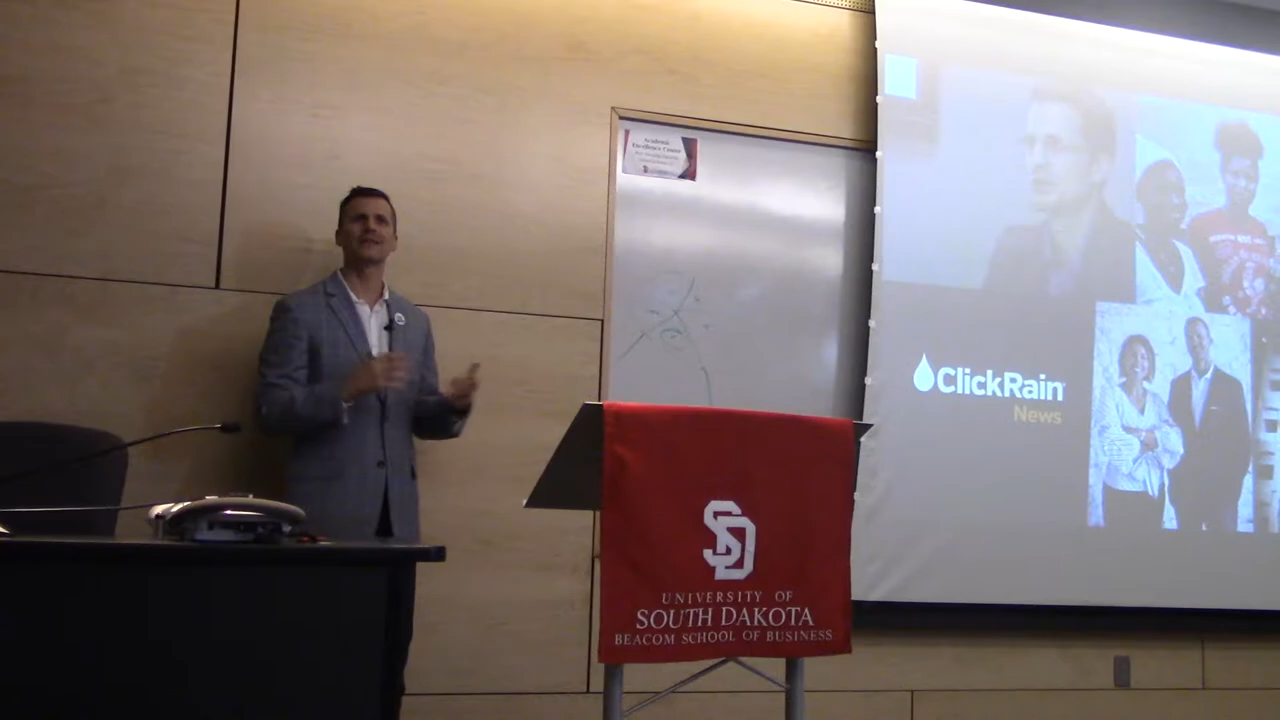 Academic
Excellence Center
ClickRain
News
SD
UNIVERSITY OF
SOUTH DAKOTA
BEACOM SCHOOL OF BUSINESS